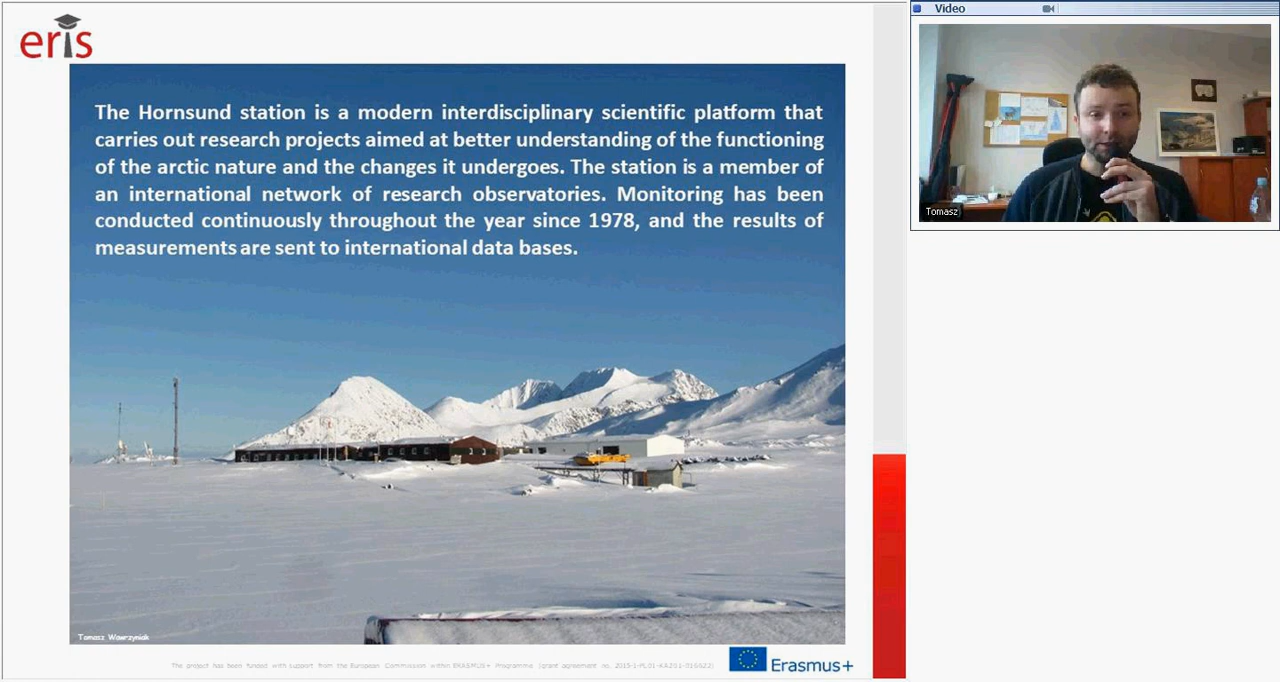 eris
The Hornsund station is a modern interdisciplinary scientific platform that
carries out research projects aimed at better understanding of the functioning
of the arctic nature and the changes it undergoes. The station is a member of
an international network of research observatories. Monitoring has been
conducted continuously throughout the year since 1978, and the results of
measurements are sent to international data bases.
Tomasz Wawrzyniak
The project has been funded with support from the European Commission within ERASMUS+ Programme (grant agreement no. 2015-1-PL01-KA201-016622)
Erasmus+
Video
Tomasz